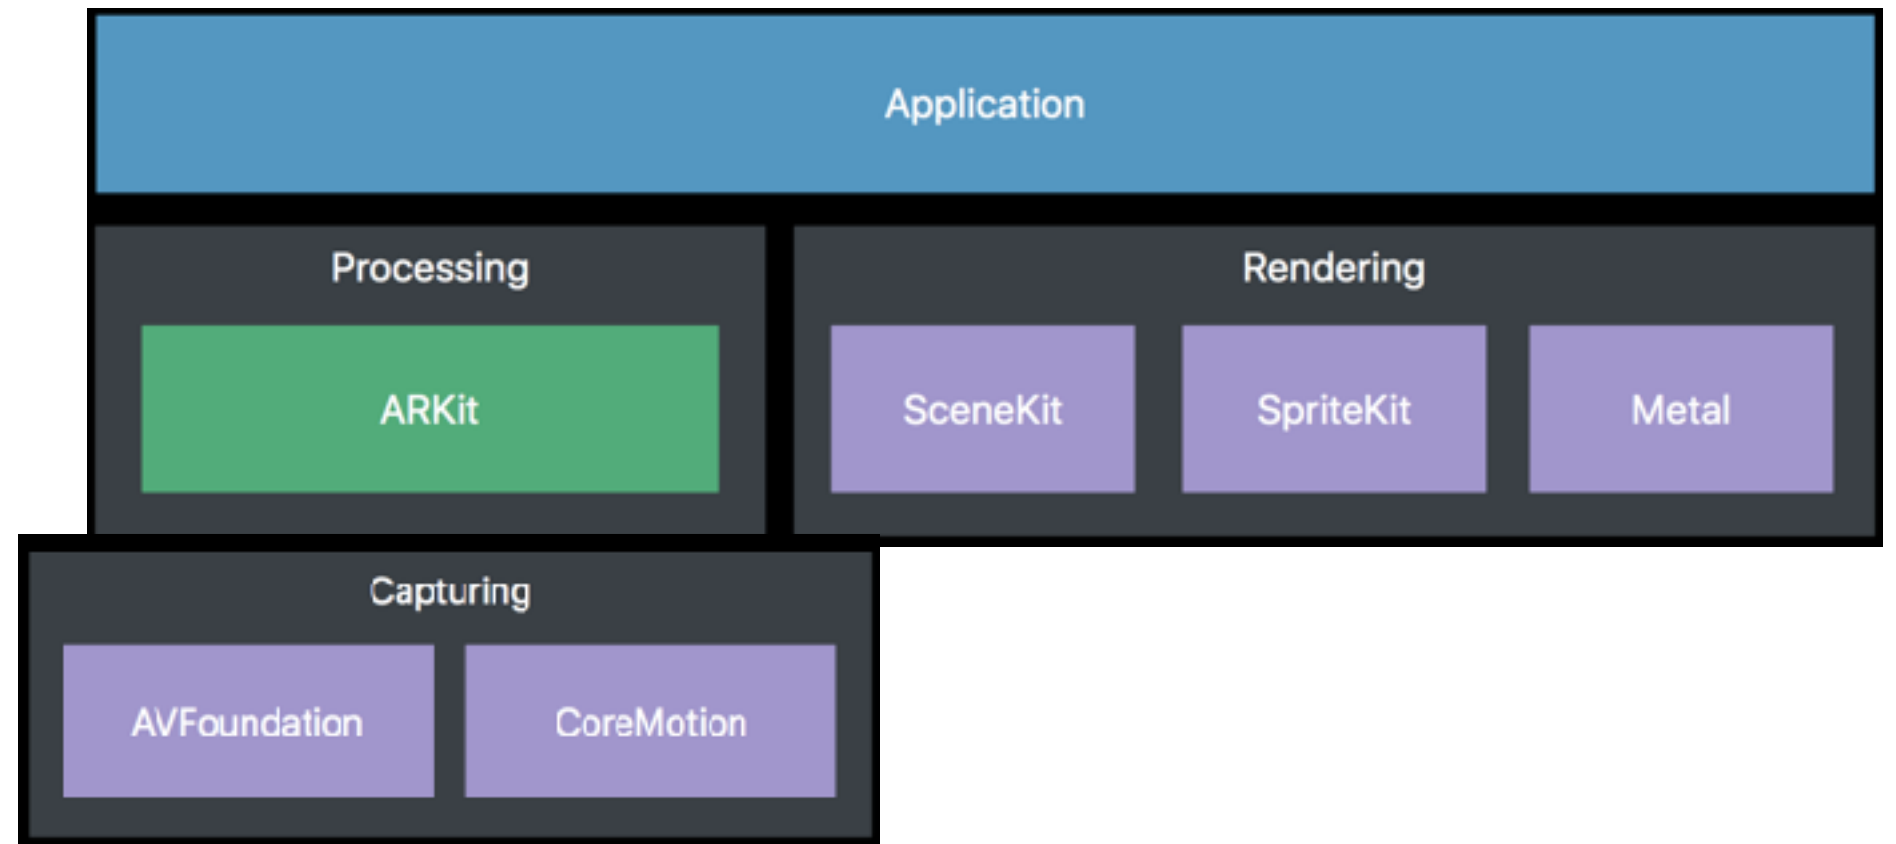 Application
Processing
Rendering
ARKit
SceneKit
SpriteKit
Metal
Capturing
AVFoundation
CoreMotion